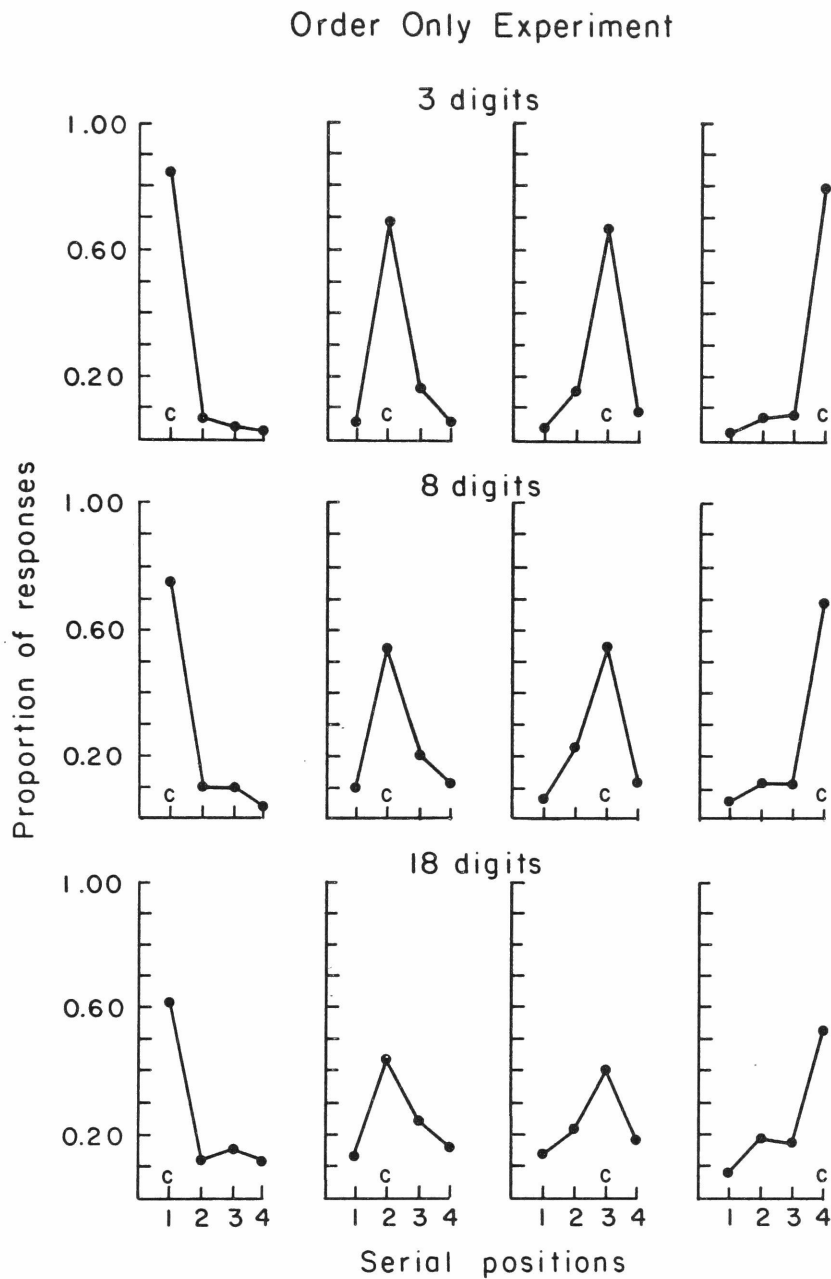 Order Only Experiment
3 digits
1.00
0.60
0.20
C C C C
8 digits
1.00
0.60
0.20
C C C C
18 digits
1.00
0.60
0.20
C C C C
1 2 3 4 1 2 3 4 1 2 3 4 1 2 3 4
Proportion of responses
Serial positions